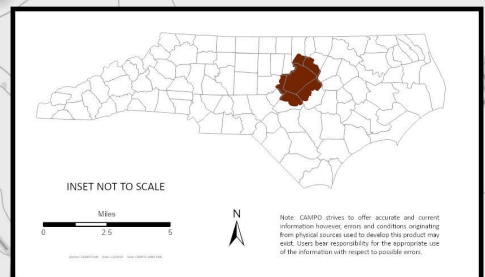 INSET NOT TO SCALE
Miles
0 2.5 5
N
Note: CAMPO strives to offer accurate and current
information however, errors and conditions originating
from physical sources used to develop this product may
exist. Users bear responsibility for the appropriate use
of the information with respect to possible errors.